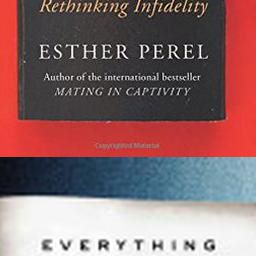 Rethinking Infidelity
ESTHER PEREL
Author of the international bestseller
MATING IN CAPTIVITY
Copyrighted Material
EVERYTHING